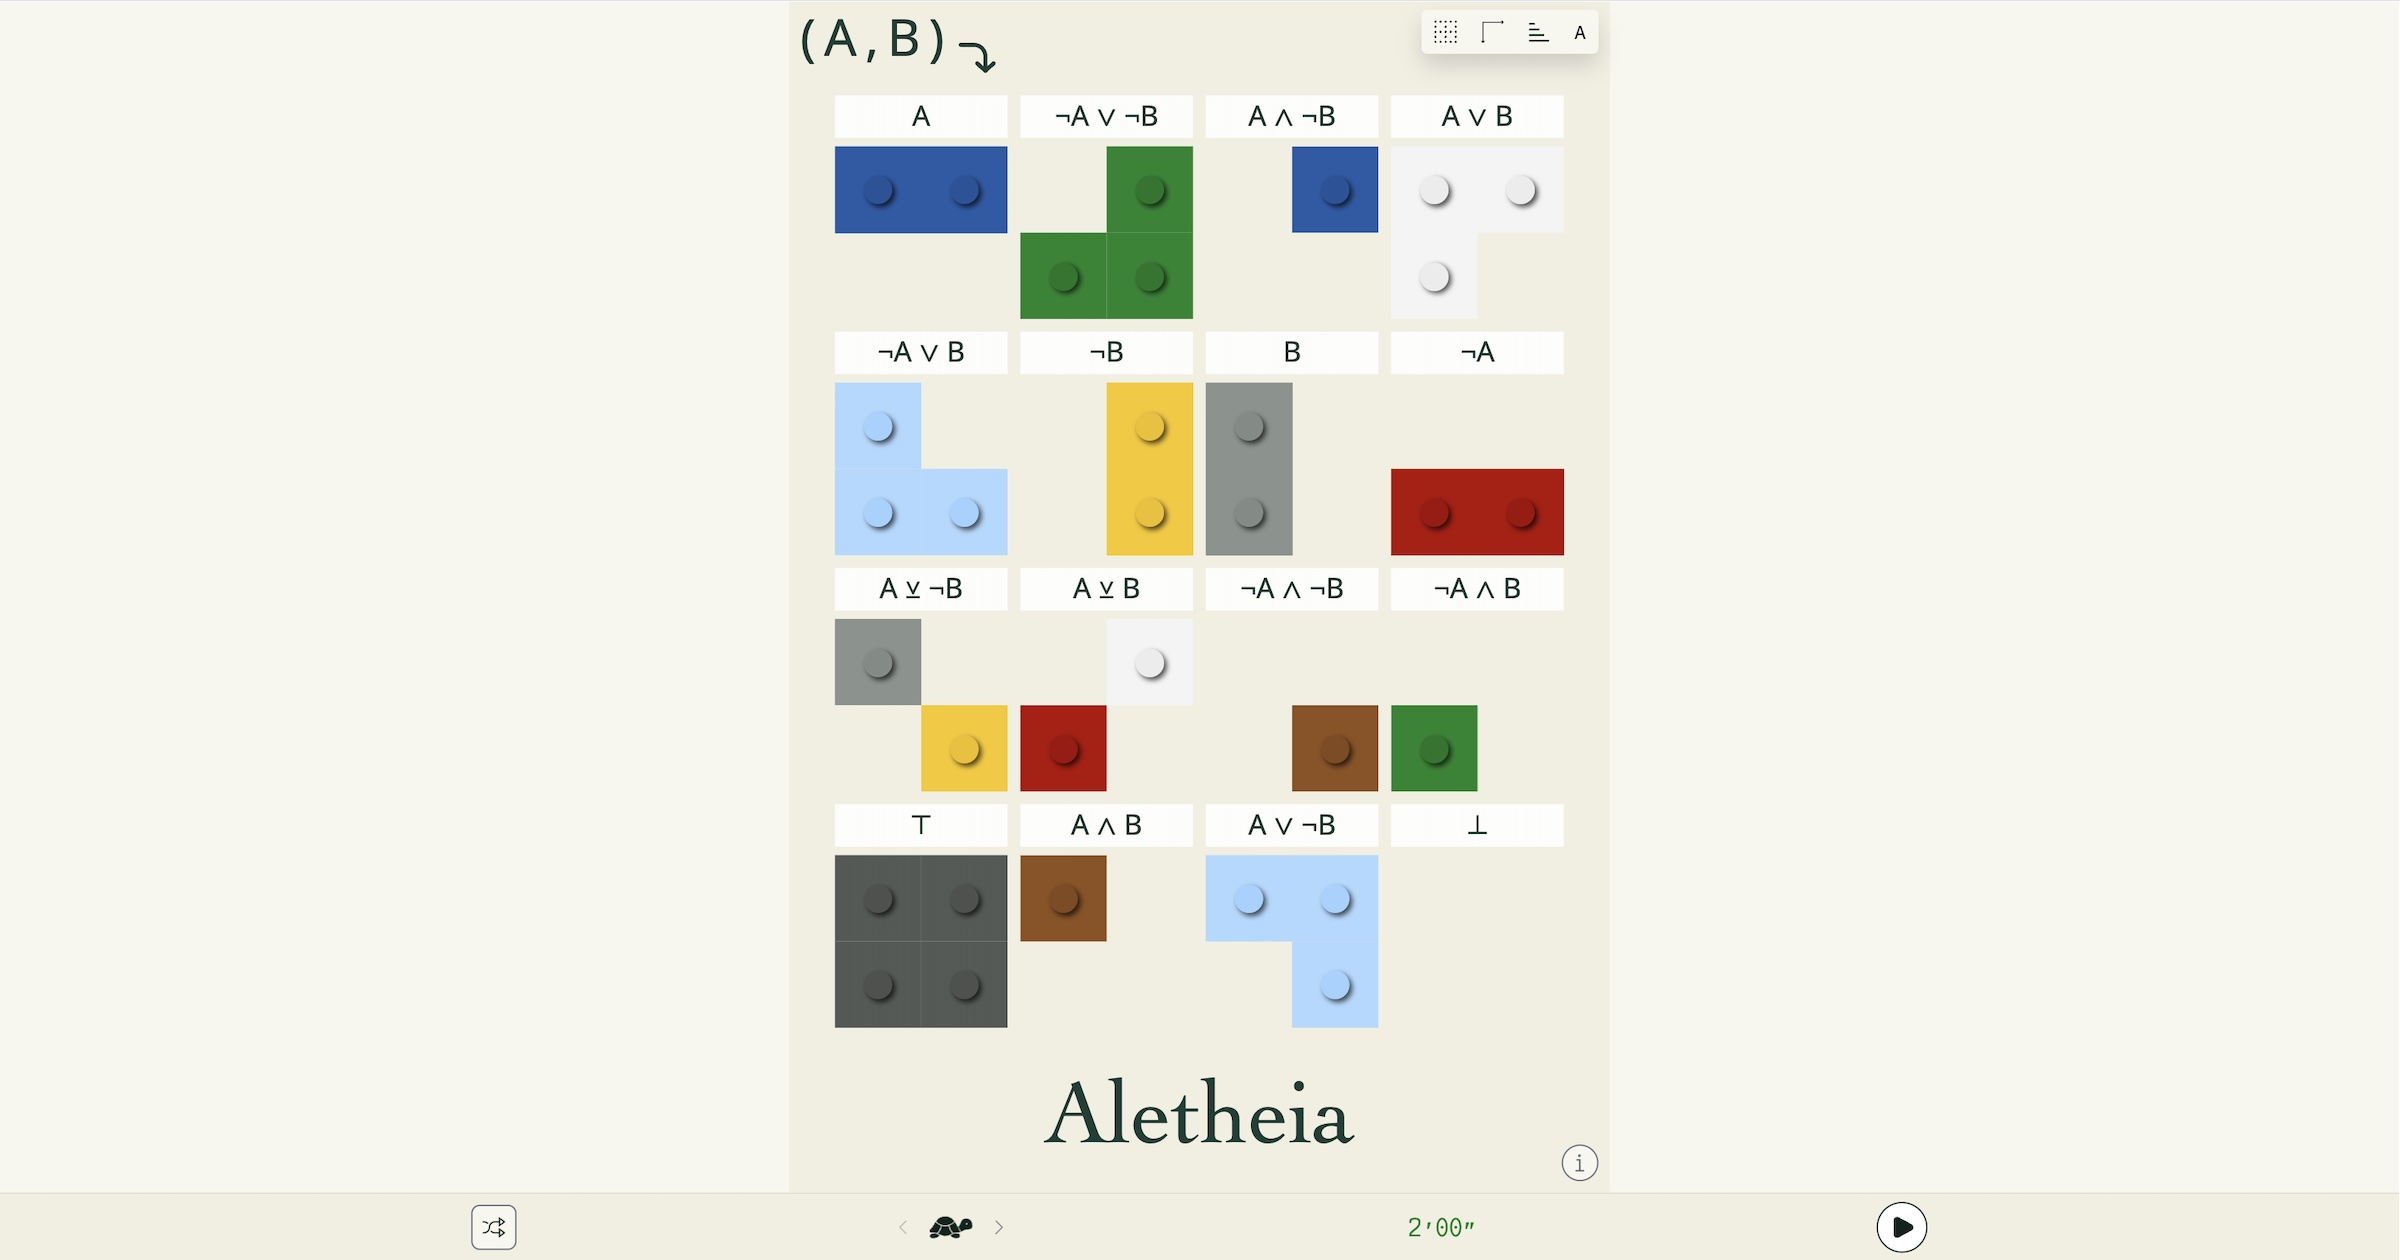 (A,B)
A
A ¬A ∨ ¬B A ∧ ¬B A ∨ B
¬A ∨ B ¬B B ¬A
A ⊻ ¬B A ⊻ B ¬A ∧ ¬B ¬A ∧ B
⊤ A ∧ B A ∨ ¬B ⊥
Aletheia
i
2′00″